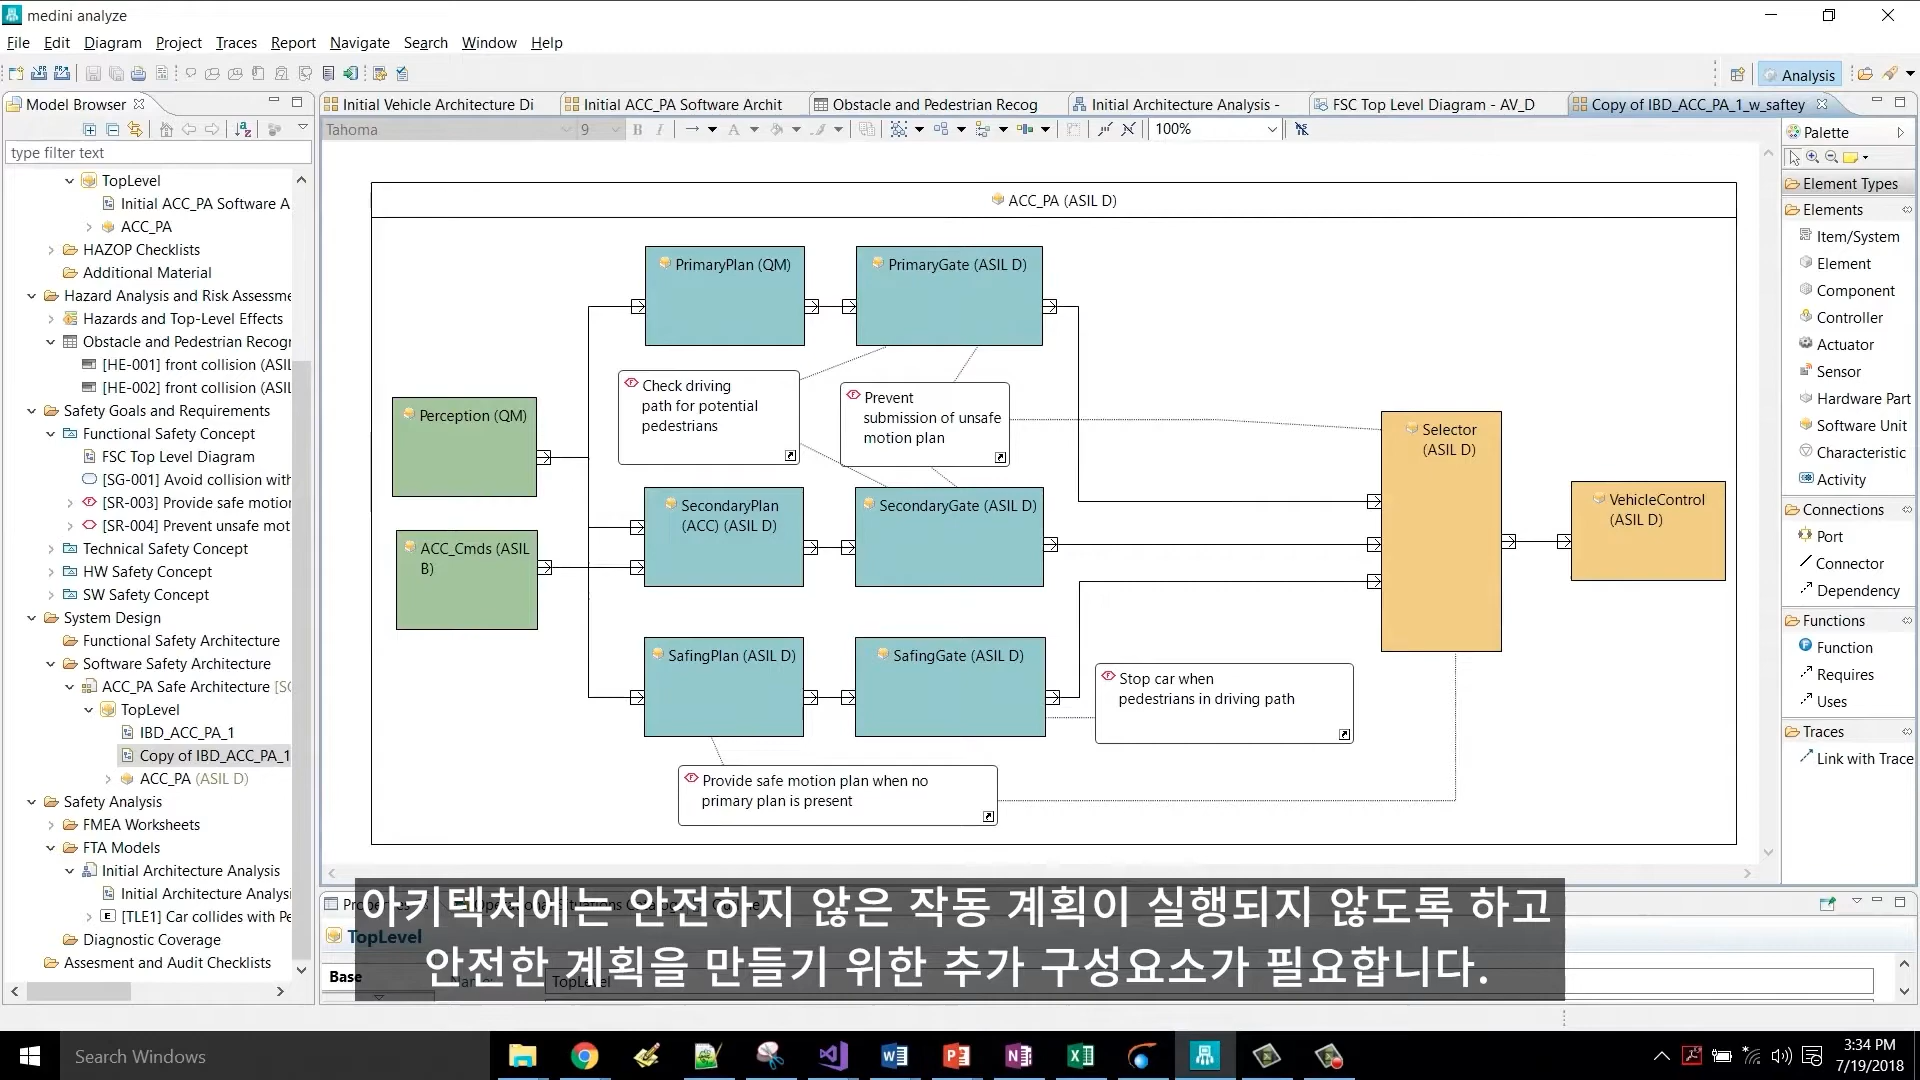 medini analyze
File Edit Diagram Project Traces Report Navigate Search Window Help
Analysis
Model Browser
Initial Vehicle Architecture Di
Initial ACC_PA Software Archit
Obstacle and Pedestrian Recog
Initial Architecture Analysis -
FSC Top Level Diagram - AV_D
Copy of IBD_ACC_PA_1_w_saftey
Tahoma
9
B I
A
100%
type filter text
TopLevel
Initial ACC_PA Software A
ACC_PA
HAZOP Checklists
Additional Material
Hazard Analysis and Risk Assessme
Hazards and Top-Level Effects
Obstacle and Pedestrian Recogr
[HE-001] front collision (ASIL
[HE-002] front collision (ASIL
Safety Goals and Requirements
Functional Safety Concept
FSC Top Level Diagram
[SG-001] Avoid collision with
[SR-003] Provide safe motior
[SR-004] Prevent unsafe mot
Technical Safety Concept
HW Safety Concept
SW Safety Concept
System Design
Functional Safety Architecture
Software Safety Architecture
ACC_PA Safe Architecture [SC
TopLevel
IBD_ACC_PA_1
Copy of IBD_ACC_PA_1
ACC_PA (ASIL D)
Safety Analysis
FMEA Worksheets
FTA Models
Initial Architecture Analysis
Initial Architecture Analysi
[TLE1] Car collides with Pe
Diagnostic Coverage
Assesment and Audit Checklists
ACC_PA (ASIL D)
PrimaryPlan (QM)
PrimaryGate (ASIL D)
Check driving
path for potential
pedestrians
Prevent
submission of unsafe
motion plan
Perception (QM)
ACC_Cmds (ASIL
B)
SecondaryPlan
(ACC) (ASIL D)
SecondaryGate (ASIL D)
Selector
(ASIL D)
VehicleControl
(ASIL D)
SafingPlan (ASIL D)
SafingGate (ASIL D)
Stop car when
pedestrians in driving path
Provide safe motion plan when no
primary plan is present
Palette
Element Types
Elements
Item/System
Element
Component
Controller
Actuator
Sensor
Hardware Part
Software Unit
Characteristic
Activity
Connections
Port
Connector
Dependency
Functions
Function
Requires
Uses
Traces
Link with Trace
TopLevel
Base
TopLevel
아키텍처에는 안전하지 않은 작동 계획이 실행되지 않도록 하고
안전한 계획을 만들기 위한 추가 구성요소가 필요합니다.
Search Windows
3:34 PM
7/19/2018